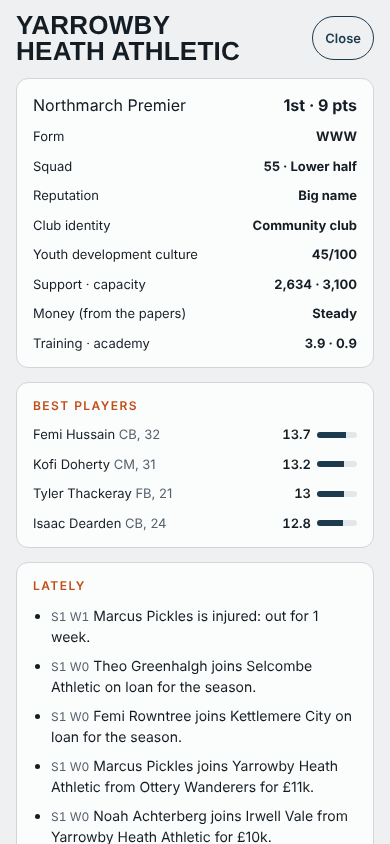 YARROWBY
HEATH ATHLETIC
Close
Northmarch Premier 1st · 9 pts
Form WWW
Squad 55 · Lower half
Reputation Big name
Club identity Community club
Youth development culture 45/100
Support · capacity 2,634 · 3,100
Money (from the papers) Steady
Training · academy 3.9 · 0.9
BEST PLAYERS
Femi Hussain CB, 32 13.7
Kofi Doherty CM, 31 13.2
Tyler Thackeray FB, 21 13
Isaac Dearden CB, 24 12.8
LATELY
• S1 W1 Marcus Pickles is injured: out for 1
week.
• S1 W0 Theo Greenhalgh joins Selcombe
Athletic on loan for the season.
• S1 W0 Femi Rowntree joins Kettlemere City on
loan for the season.
• S1 W0 Marcus Pickles joins Yarrowby Heath
Athletic from Ottery Wanderers for £11k.
• S1 W0 Noah Achterberg joins Irwell Vale from
Yarrowby Heath Athletic for £10k.